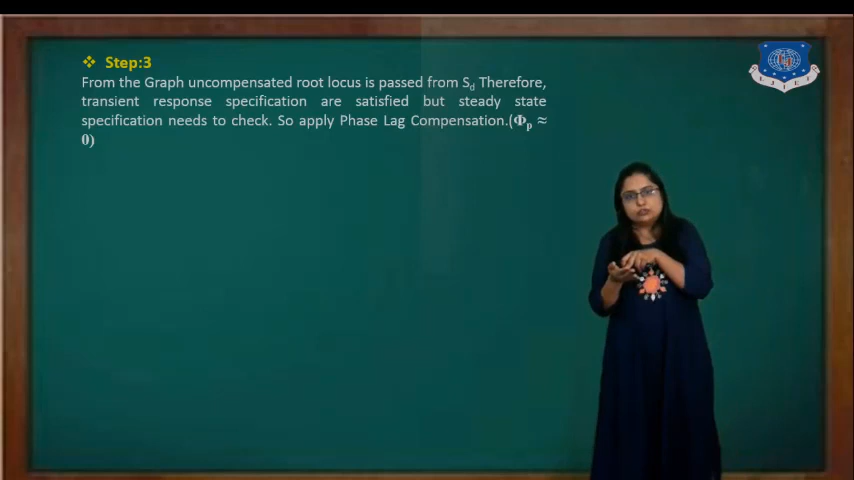 ❖ Step:3
From the Graph uncompensated root locus is passed from S_d Therefore,
transient response specification are satisfied but steady state
specification needs to check. So apply Phase Lag Compensation.(Φ_p ≈
0)
LJIET